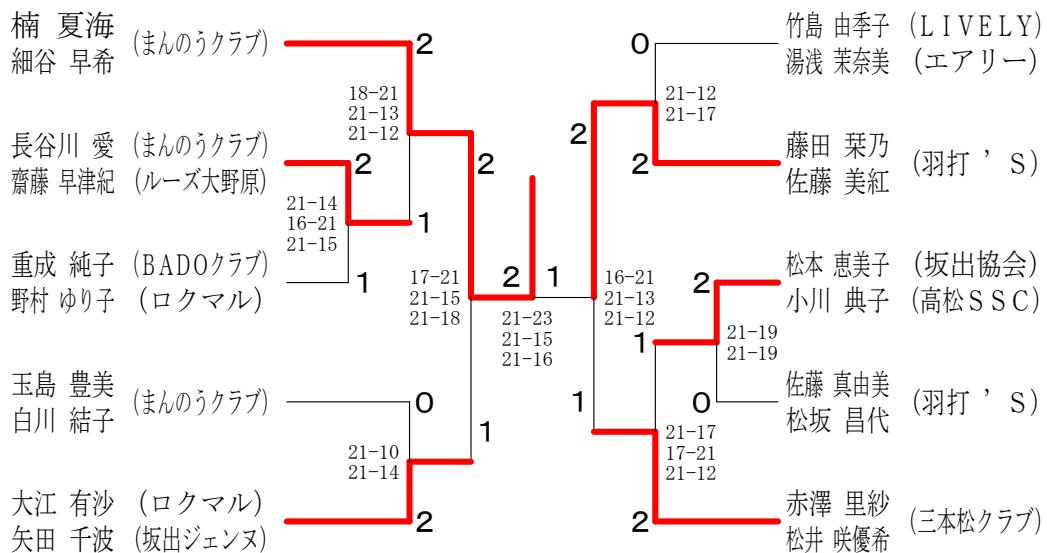 楠 夏海
細谷 早希
(まんのうクラブ)
2
18-21
21-13
21-12
長谷川 愛 (まんのうクラブ)
齋藤 早津紀 (ルーズ大野原)
2
21-14
16-21
21-15
1
重成 純子 (BADOクラブ)
野村 ゆり子 (ロクマル)
1
2
17-21
21-15
21-18
玉島 豊美
白川 結子
(まんのうクラブ)
0
21-10
21-14
1
大江 有沙 (ロクマル)
矢田 千波 (坂出ジェンヌ)
2
2
1
21-23
21-15
21-16
竹島 由季子 (LIVELY)
湯浅 茉奈美 (エアリー)
0
21-12
21-17
2
藤田 栞乃
佐藤 美紅
(羽打 ’S)
2
16-21
21-13
21-12
松本 恵美子 (坂出協会)
小川 典子 (高松SSC)
2
21-19
21-19
1
佐藤 真由美
松坂 昌代
(羽打 ’S)
0
1
21-17
17-21
21-12
赤澤 里紗
松井 咲優希
(三本松クラブ)
2